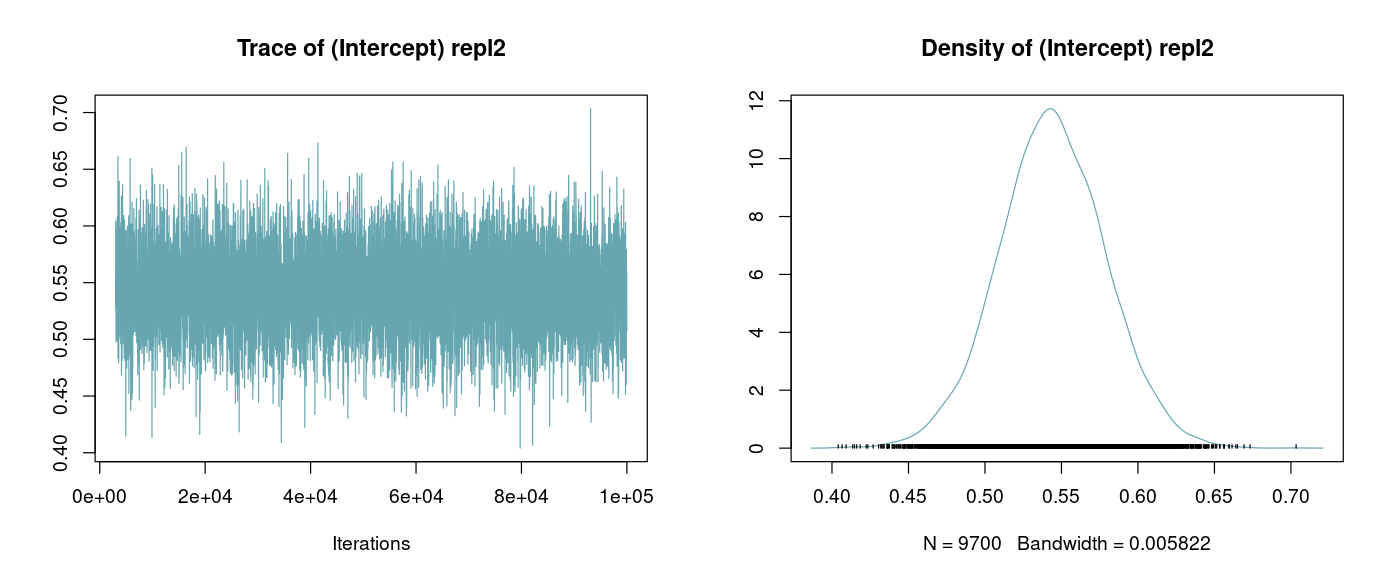 Trace of (Intercept) repl2
0.70
0.65
0.60
0.55
0.50
0.45
0.40
0e+00 2e+04 4e+04 6e+04 8e+04 1e+05
Iterations
Density of (Intercept) repl2
12
10
8
6
4
2
0
0.40 0.45 0.50 0.55 0.60 0.65 0.70
N = 9700 Bandwidth = 0.005822